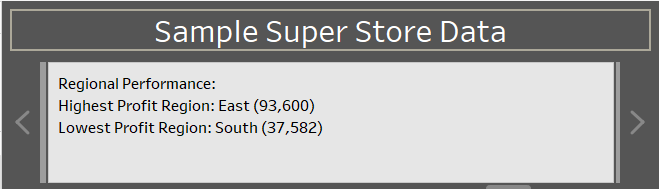 Sample Super Store Data
Regional Performance:
Highest Profit Region: East (93,600)
Lowest Profit Region: South (37,582)